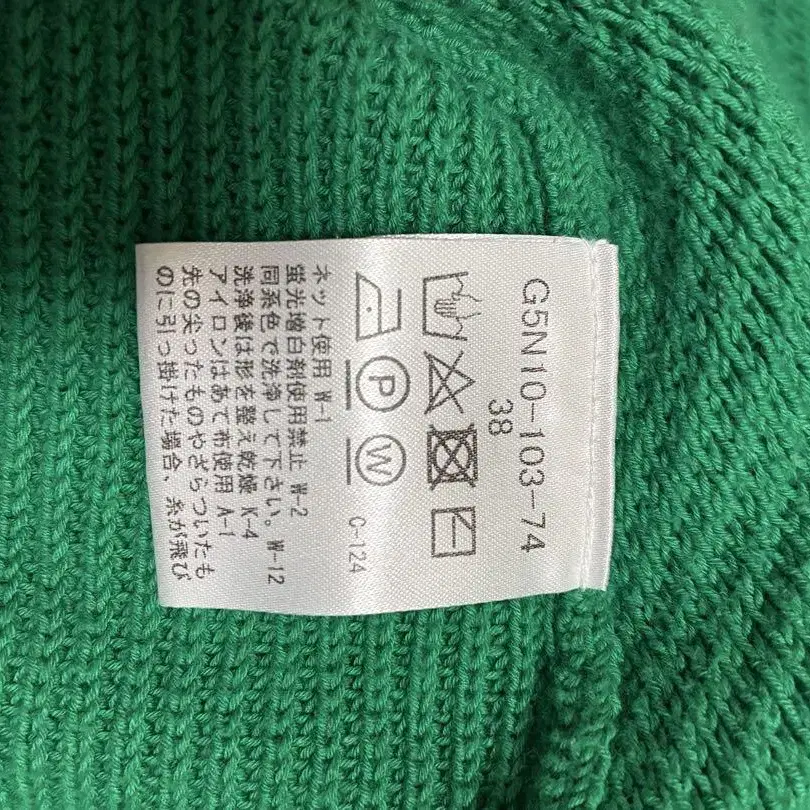 G5N10-103-74
38
P W C-124
ネット使用 W-1
蛍光増白剤使用禁止 W-2
同系色で洗浄して下さい。W-12
洗浄後は形を整え乾燥 K-4
アイロンはあて布使用 A-1
先の尖ったものやざらついたも
のに引っ掛けた場合、糸が飛び